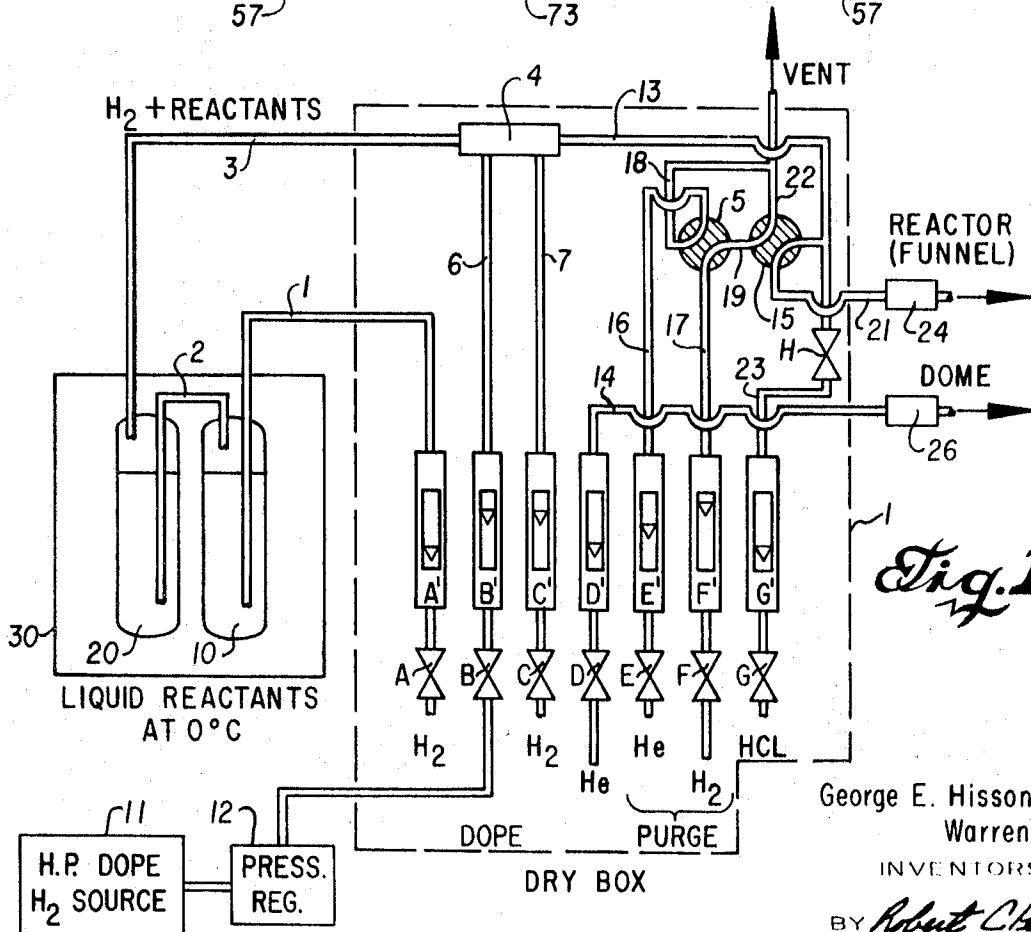 57
73
57
VENT
H2 + REACTANTS
4
13
3
18
5
22
REACTOR
(FUNNEL)
6
7
19
1
15
21
24
2
16
17
H
23
14
DOME
26
1
Fig.1
A'
B'
C'
D'
E'
F'
G'
30
20
10
A
B
C
D
E
F
G
LIQUID REACTANTS
AT 0°C
H2
H2
He
He
H2
HCL
11
12
DOPE
PURGE
H.P. DOPE
H2 SOURCE
PRESS.
REG.
DRY BOX
George E. Hisson
Warren
INVENTORS
BY Robert C.